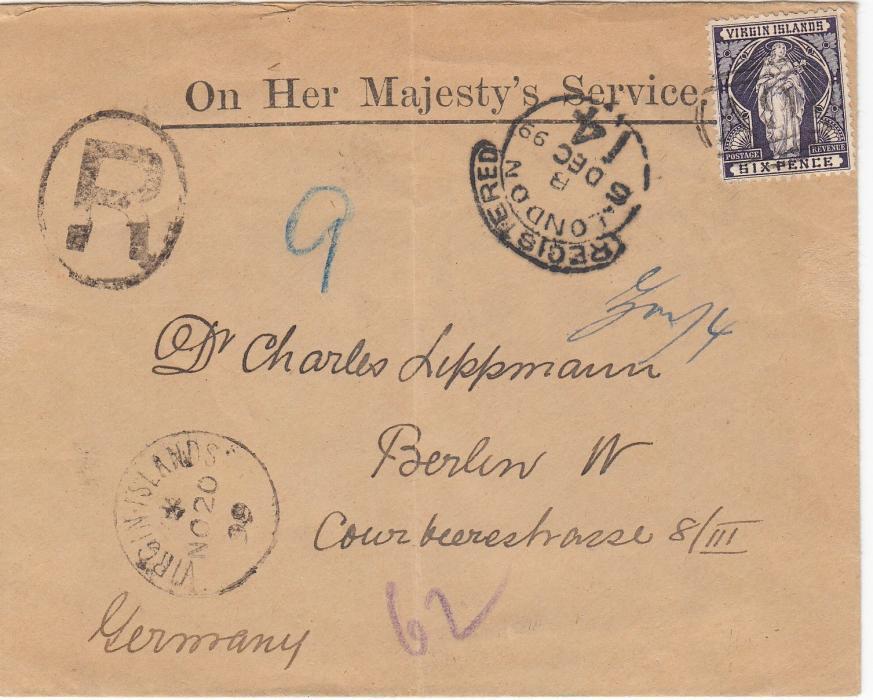 VIRGIN ISLANDS
POSTAGE REVENUE
SIX PENCE
On Her Majesty's Service
R
REGISTERED
LONDON
14 DEC 99
9
4
Dr Charles Lippmann
Berlin W
Courbierestrasse 8/III
VIRGIN-ISLANDS
NO 20
99
Germany
62